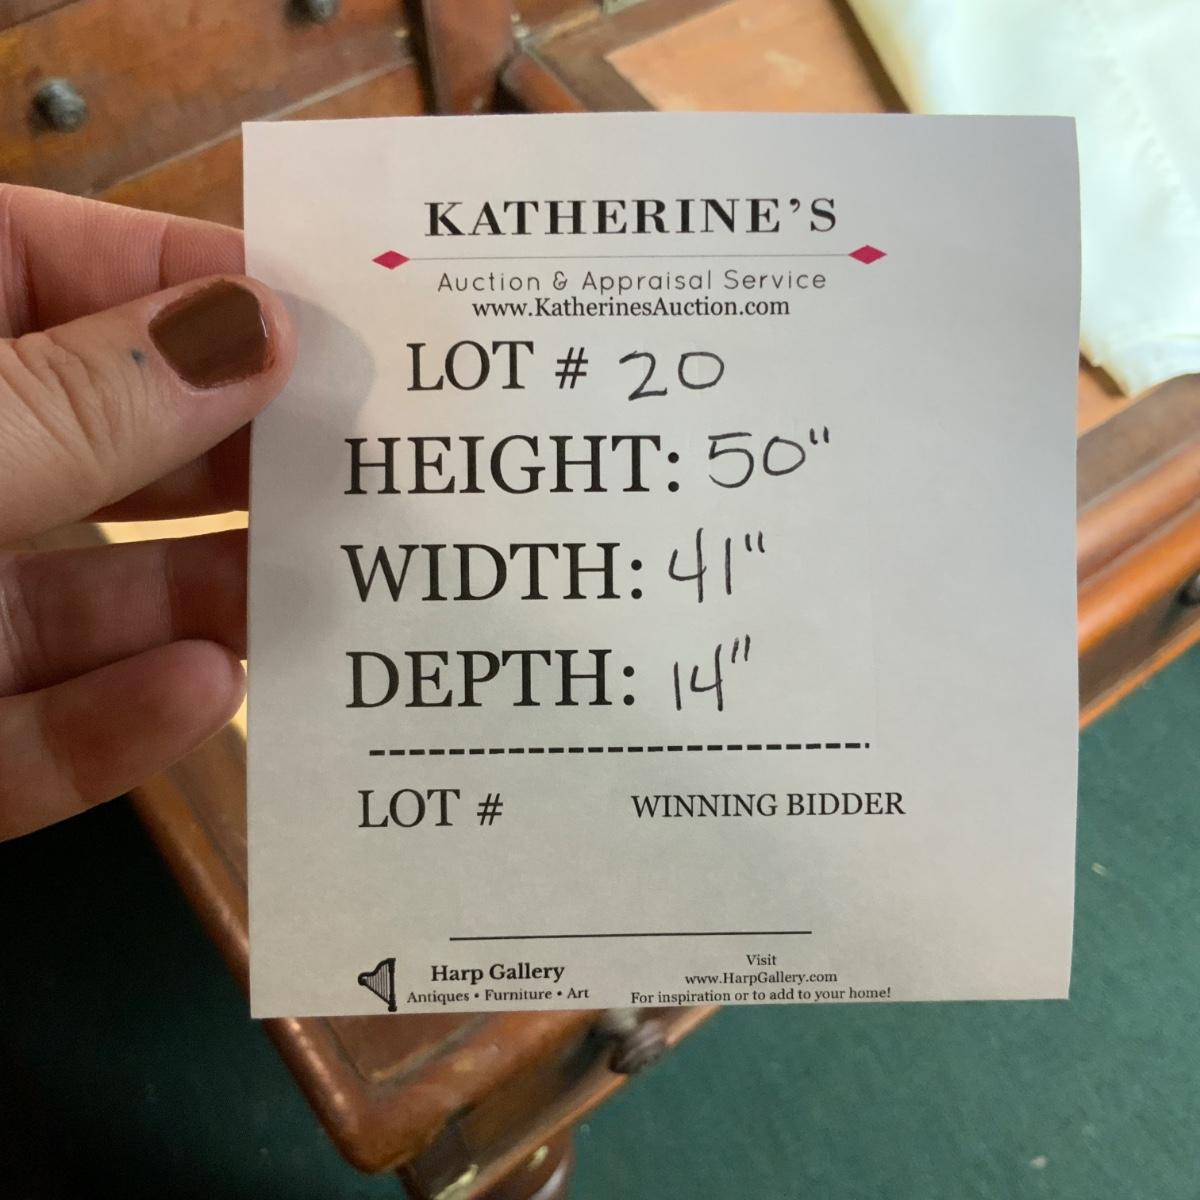 KATHERINE'S
Auction & Appraisal Service
www.KatherinesAuction.com
LOT # 20
HEIGHT: 50"
WIDTH: 41"
DEPTH: 14"
LOT # WINNING BIDDER
Harp Gallery
Antiques • Furniture • Art
Visit
www.HarpGallery.com
For inspiration or to add to your home!